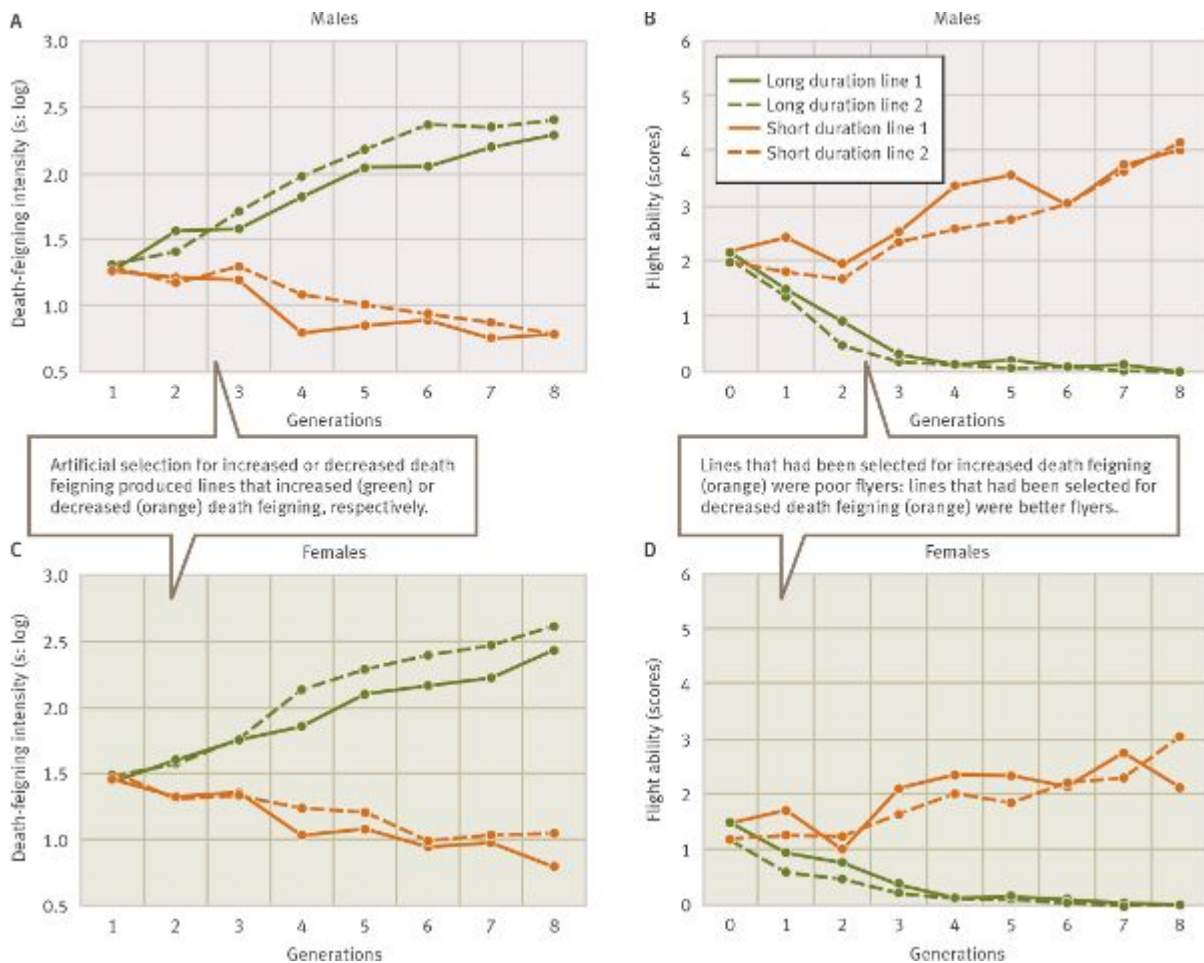 A
Males
Death-feigning intensity (s: log)
3.0
2.5
2.0
1.5
1.0
0.5
1 2 3 4 5 6 7 8
Generations
B
Males
Flight ability (scores)
6
5
4
3
2
1
0
Long duration line 1
Long duration line 2
Short duration line 1
Short duration line 2
0 1 2 3 4 5 6 7 8
Generations
Artificial selection for increased or decreased death
feigning produced lines that increased (green) or
decreased (orange) death feigning, respectively.
Lines that had been selected for increased death feigning
(orange) were poor flyers: lines that had been selected for
decreased death feigning (orange) were better flyers.
C
Females
Death-feigning intensity (s: log)
3.0
2.5
2.0
1.5
1.0
0.5
1 2 3 4 5 6 7 8
Generations
D
Females
Flight ability (scores)
6
5
4
3
2
1
0
0 1 2 3 4 5 6 7 8
Generations